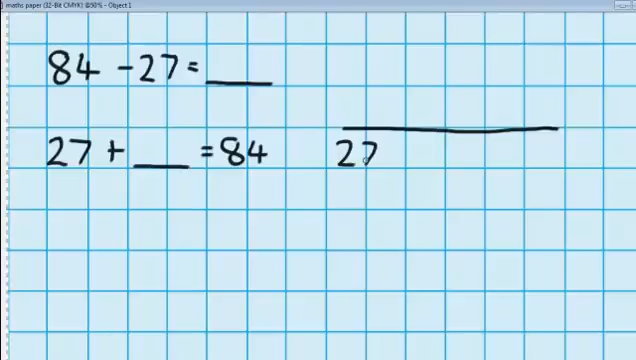 maths paper (32-Bit CMYK) @50% - Object 1
84 - 27 = ___
27 + ___ = 84
27